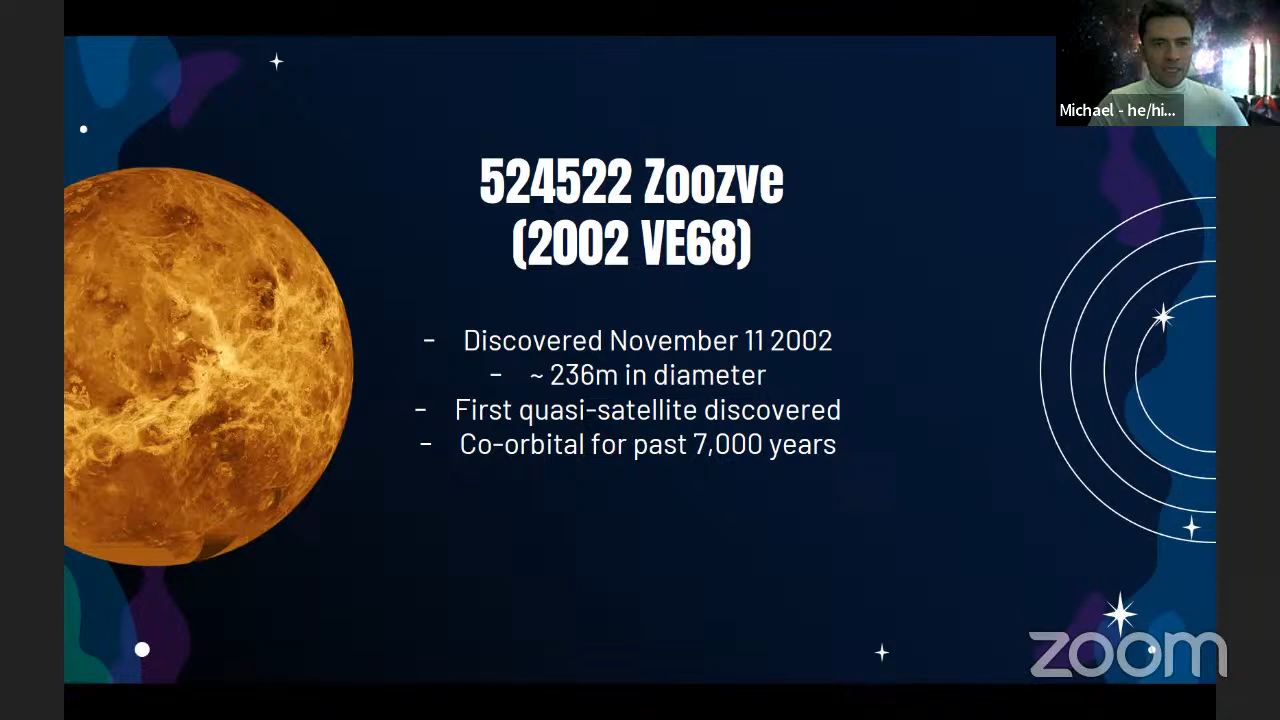 Michael - he/hi...
524522 Zoozve
(2002 VE68)
- Discovered November 11 2002
- ~ 236m in diameter
- First quasi-satellite discovered
- Co-orbital for past 7,000 years
zoom